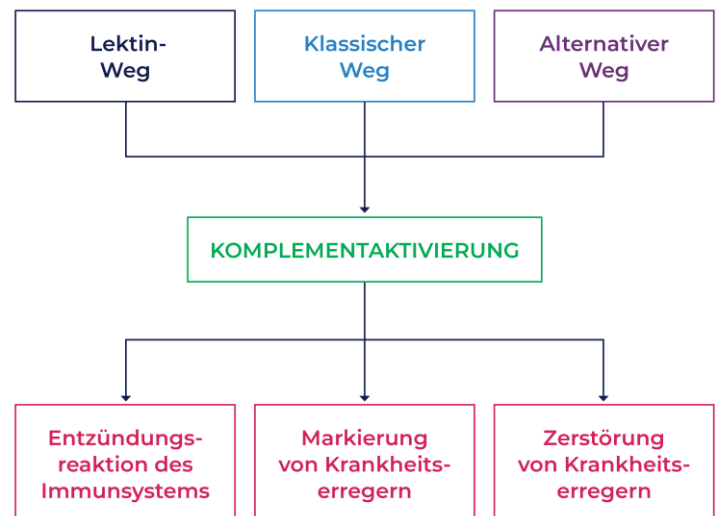 Lektin-
Weg
Klassischer
Weg
Alternativer
Weg
KOMPLEMENTAKTIVIERUNG
Entzündungs-
reaktion des
Immunsystems
Markierung
von Krankheits-
erregern
Zerstörung
von Krankheits-
erregern